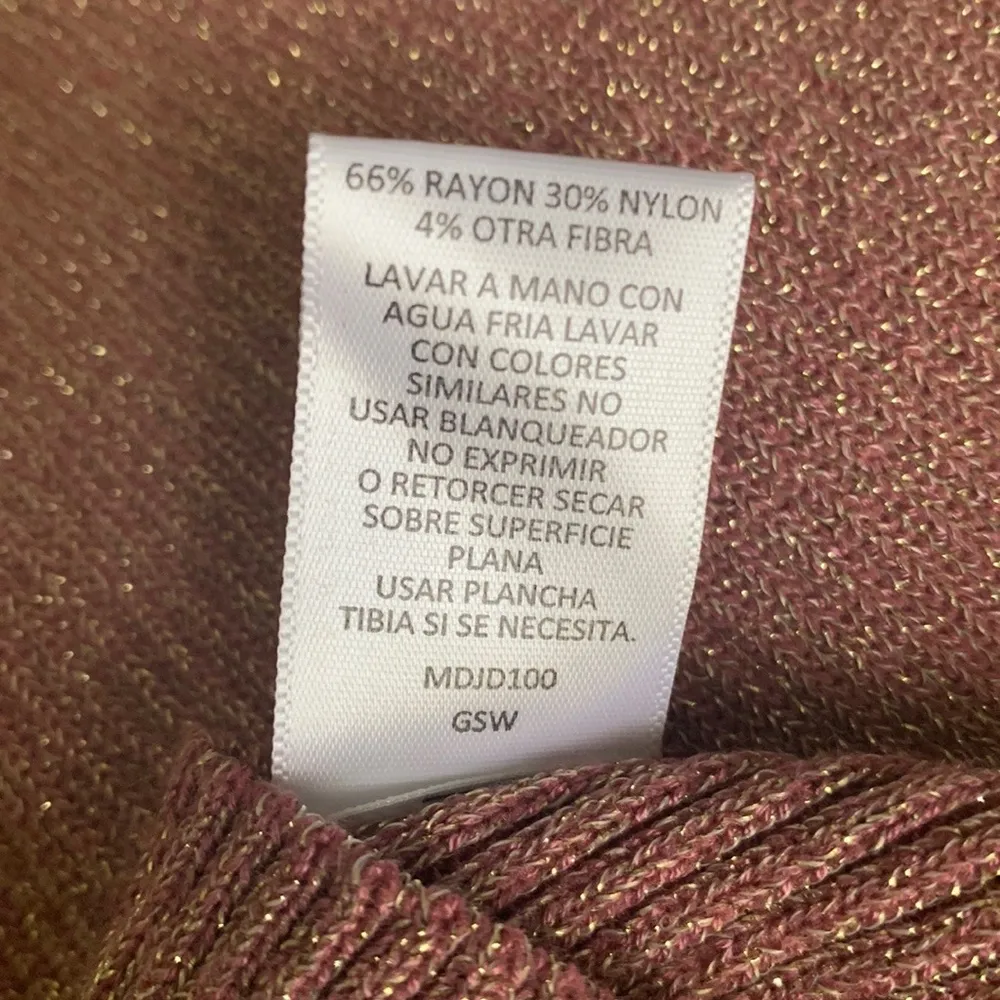 66% RAYON 30% NYLON
4% OTRA FIBRA
LAVAR A MANO CON
AGUA FRIA LAVAR
CON COLORES
SIMILARES NO
USAR BLANQUEADOR
NO EXPRIMIR
O RETORCER SECAR
SOBRE SUPERFICIE
PLANA
USAR PLANCHA
TIBIA SI SE NECESITA.
MDJD100
GSW